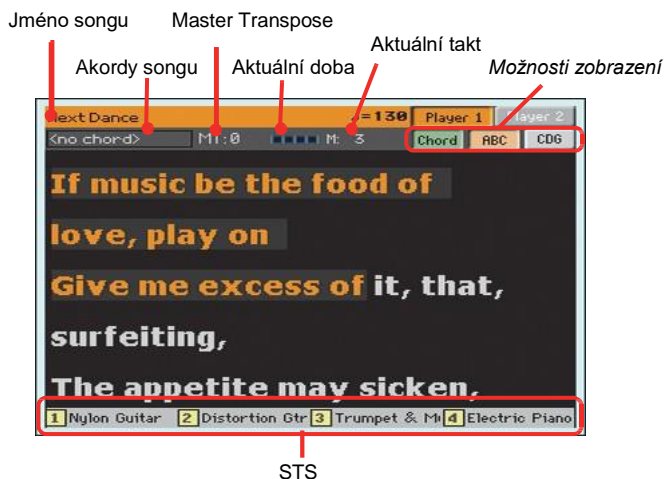 Jméno songu
Master Transpose
Aktuální takt
Akordy songu
Aktuální doba
Možnosti zobrazení
Next Dance
=130
Player 1
Player 2
<no chord>
M:0
M: 3
Chord
ABC
CDG
If music be the food of
love, play on
Give me excess of it, that,
surfeiting,
The appetite may sicken,
1 Nylon Guitar
2 Distortion Gtr
3 Trumpet & M
4 Electric Piano
STS